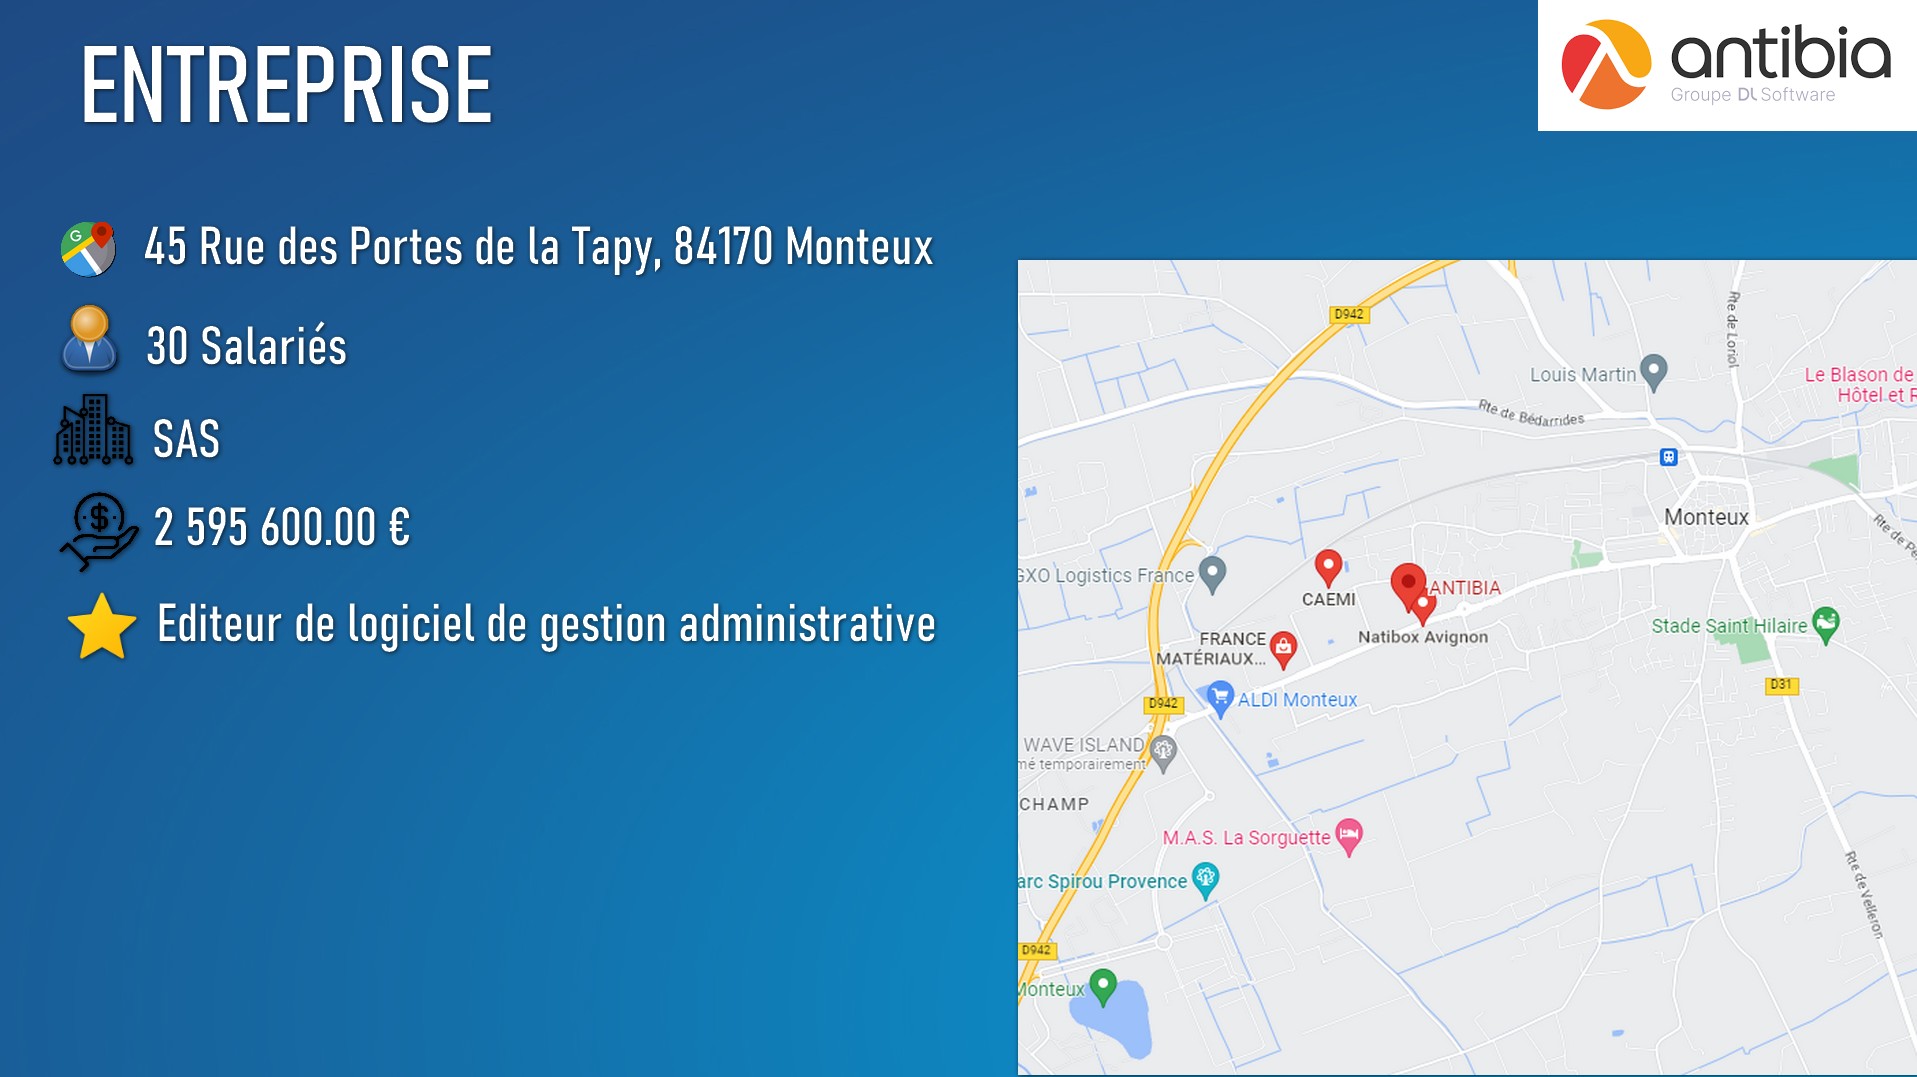 ENTREPRISE
antibia
Groupe DL Software
45 Rue des Portes de la Tapy, 84170 Monteux
30 Salariés
SAS
2 595 600.00 €
Editeur de logiciel de gestion administrative
D942
Rte de Loriol
Louis Martin
Le Blason de
Hôtel et R
Rte de Bédarrides
Monteux
Rte de Pe
GXO Logistics France
CAEMI
ANTIBIA
Natibox Avignon
FRANCE
MATÉRIAUX...
Stade Saint Hilaire
D31
ALDI Monteux
D942
WAVE ISLAND
mé temporairement
CHAMP
M.A.S. La Sorguette
arc Spirou Provence
Rte de Velleron
D942
Monteux